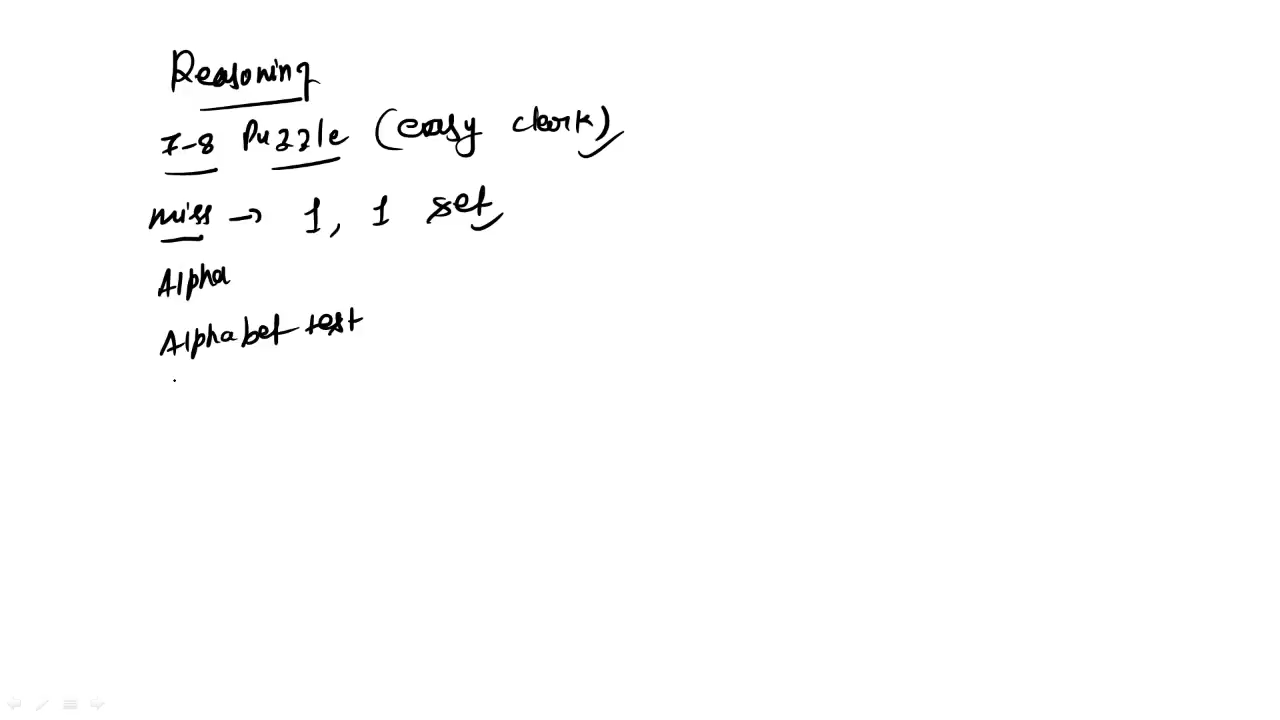 Reasoning
7-8 Puzzle (easy clerk)
miss → 1, 1 set
Alpha
Alphabet test